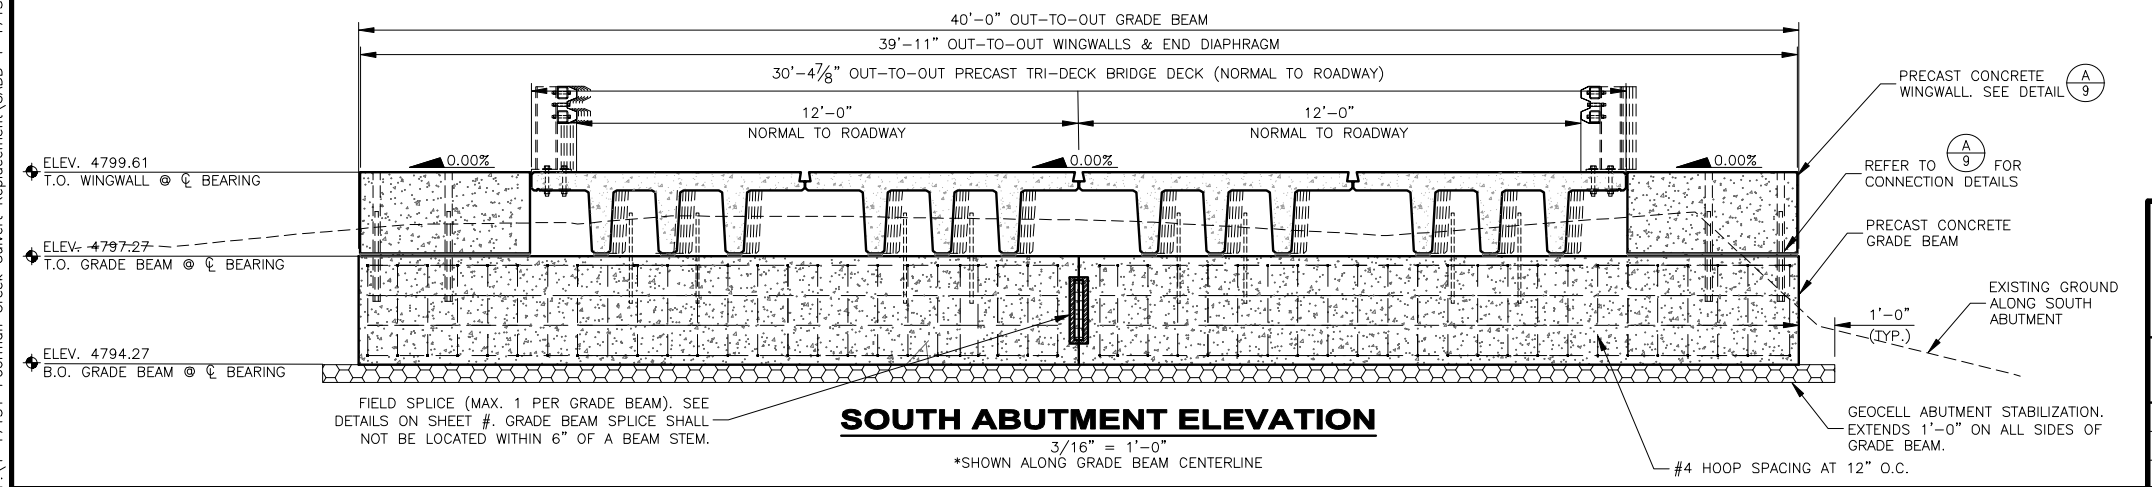 40'-0" OUT-TO-OUT GRADE BEAM
39'-11" OUT-TO-OUT WINGWALLS & END DIAPHRAGM
30'-4⅞" OUT-TO-OUT PRECAST TRI-DECK BRIDGE DECK (NORMAL TO ROADWAY)
12'-0"
NORMAL TO ROADWAY
12'-0"
NORMAL TO ROADWAY
PRECAST CONCRETE
WINGWALL. SEE DETAIL
A
9
ELEV. 4799.61
T.O. WINGWALL @ ℄ BEARING
0.00%
0.00%
0.00%
REFER TO A/9 FOR
CONNECTION DETAILS
ELEV. 4797.27
T.O. GRADE BEAM @ ℄ BEARING
PRECAST CONCRETE
GRADE BEAM
EXISTING GROUND
ALONG SOUTH
ABUTMENT
1'-0"
(TYP.)
ELEV. 4794.27
B.O. GRADE BEAM @ ℄ BEARING
FIELD SPLICE (MAX. 1 PER GRADE BEAM). SEE
DETAILS ON SHEET #. GRADE BEAM SPLICE SHALL
NOT BE LOCATED WITHIN 6" OF A BEAM STEM.
GEOCELL ABUTMENT STABILIZATION.
EXTENDS 1'-0" ON ALL SIDES OF
GRADE BEAM.
#4 HOOP SPACING AT 12" O.C.
SOUTH ABUTMENT ELEVATION
3/16" = 1'-0"
*SHOWN ALONG GRADE BEAM CENTERLINE